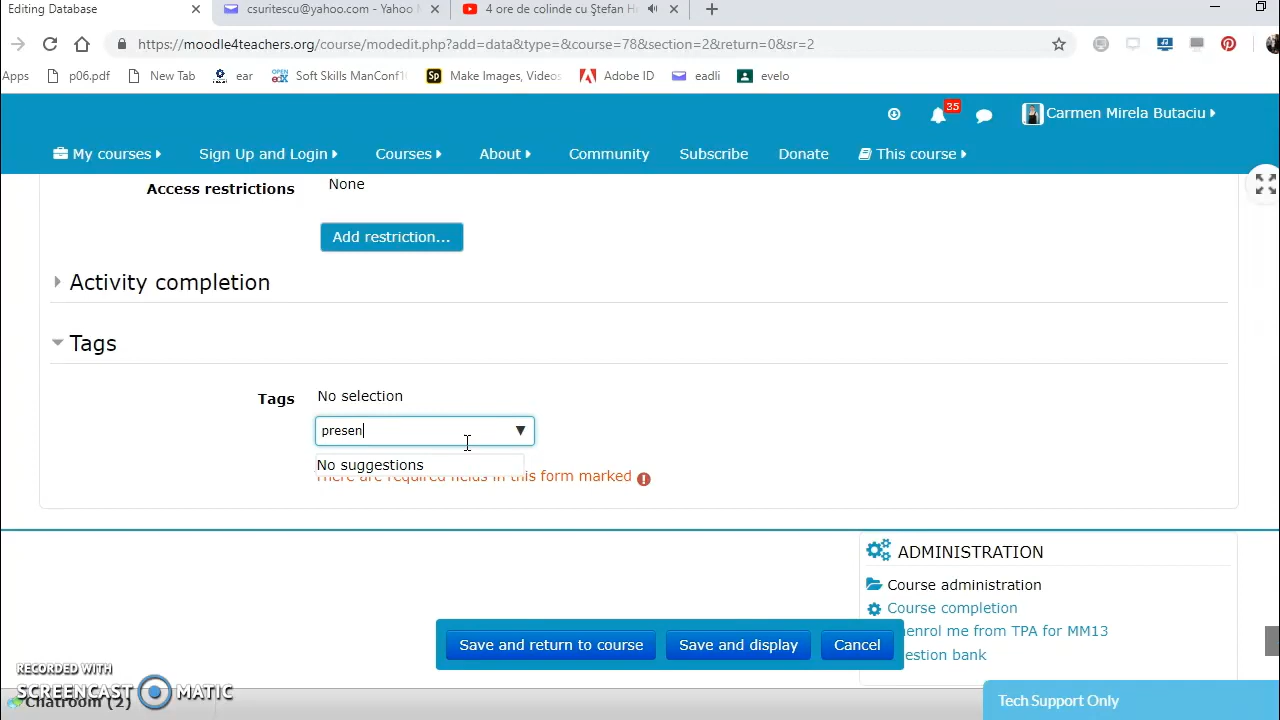 Editing Database
csuritescu@yahoo.com - Yahoo M
4 ore de colinde cu Ștefan H
https://moodle4teachers.org/course/modedit.php?add=data&type=&course=78&section=2&return=0&sr=2
Apps p06.pdf New Tab ear Soft Skills ManConf1 Make Images, Videos Adobe ID eadli evelo
35
Carmen Mirela Butaciu
My courses Sign Up and Login Courses About Community Subscribe Donate This course
Access restrictions None
Add restriction...
Activity completion
Tags
Tags No selection
presen
No suggestions
There are required fields in this form marked
ADMINISTRATION
Course administration
Course completion
enrol me from TPA for MM13
estion bank
Save and return to course Save and display Cancel
RECORDED WITH
SCREENCAST MATIC
Chatroom (2)
Tech Support Only